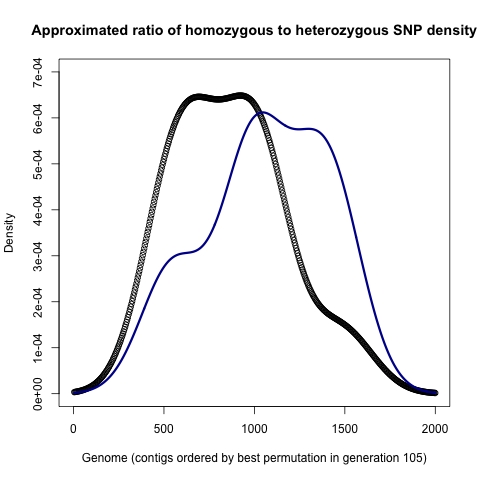 Approximated ratio of homozygous to heterozygous SNP density
7e-04
6e-04
5e-04
4e-04
3e-04
2e-04
1e-04
0e+00
Density
0 500 1000 1500 2000
Genome (contigs ordered by best permutation in generation 105)